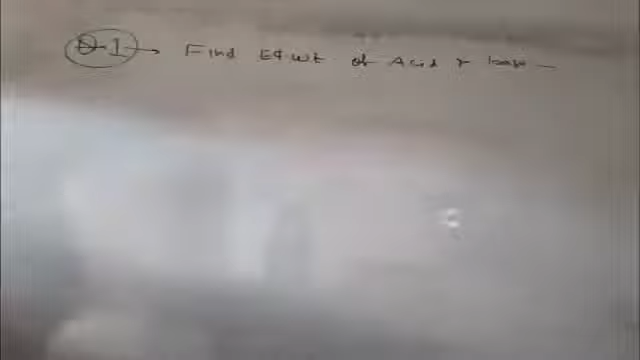 Q-1 → Find Eq wt of Acid & base —